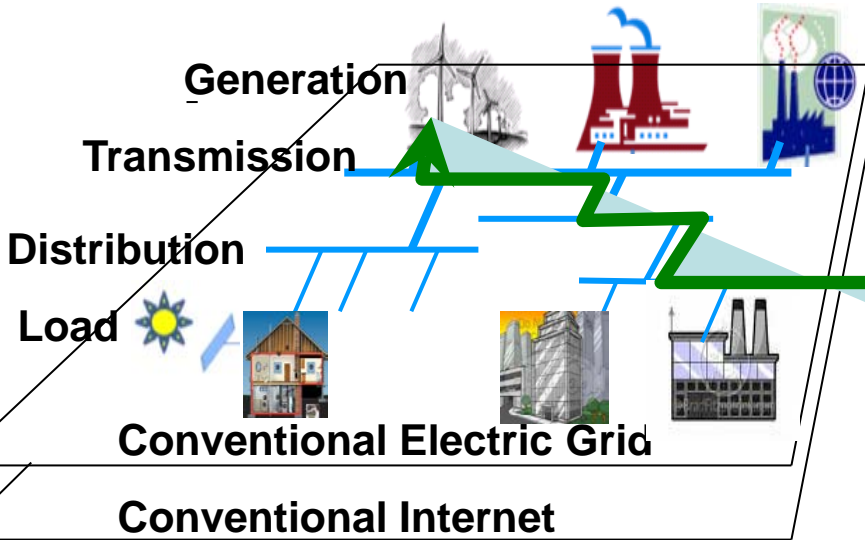 Generation
Transmission
Distribution
Load
Conventional Electric Grid
Conventional Internet